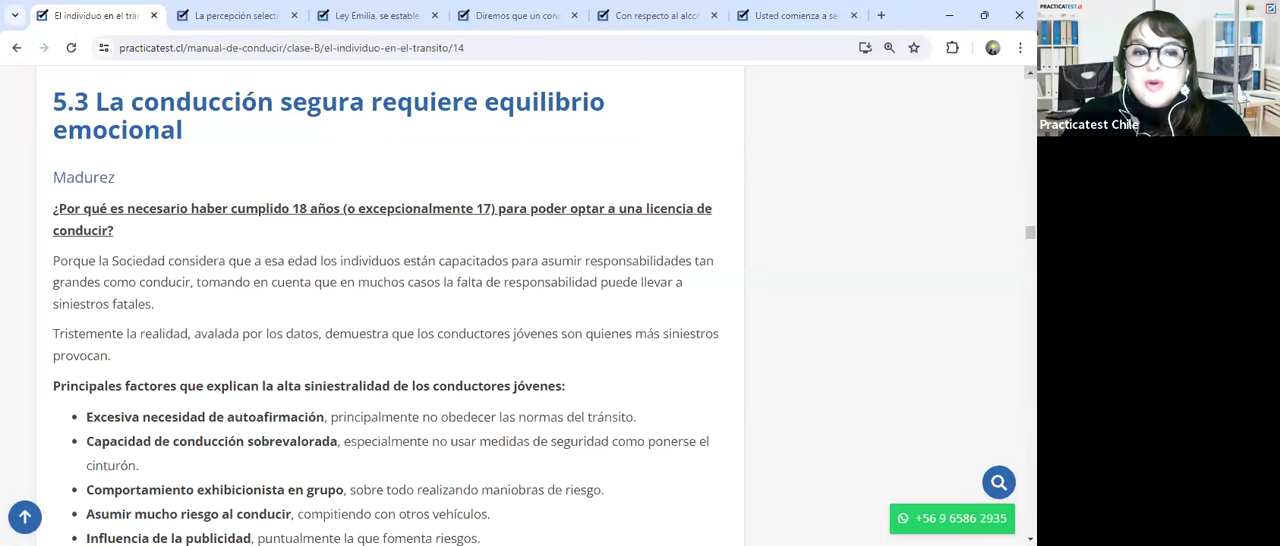 El individuo en el tra
La percepción select
se estable
Diremos que un con
Con respecto al alco
Usted comienza a se
practicatest.cl/manual-de-conducir/clase-B/el-individuo-en-el-transito/14
PRACTICATEST.cl
Practicatest Chile
5.3 La conducción segura requiere equilibrio
emocional
Madurez
¿Por qué es necesario haber cumplido 18 años (o excepcionalmente 17) para poder optar a una licencia de
conducir?
Porque la Sociedad considera que a esa edad los individuos están capacitados para asumir responsabilidades tan
grandes como conducir, tomando en cuenta que en muchos casos la falta de responsabilidad puede llevar a
siniestros fatales.
Tristemente la realidad, avalada por los datos, demuestra que los conductores jóvenes son quienes más siniestros
provocan.
Principales factores que explican la alta siniestralidad de los conductores jóvenes:
• Excesiva necesidad de autoafirmación, principalmente no obedecer las normas del tránsito.
• Capacidad de conducción sobrevalorada, especialmente no usar medidas de seguridad como ponerse el
cinturón.
• Comportamiento exhibicionista en grupo, sobre todo realizando maniobras de riesgo.
• Asumir mucho riesgo al correr, compitiendo con otros vehículos.
• Influencia de la publicidad, puntualmente la que fomenta riesgos.
+56 9 6586 2935